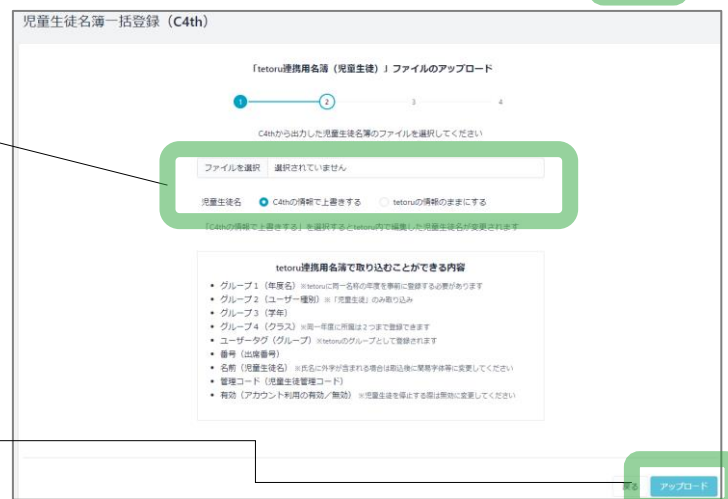 児童生徒名簿一括登録（C4th）
「tetoru連携用名簿（児童生徒）」ファイルのアップロード
1 2 3 4
C4thから出力した児童生徒名簿のファイルを選択してください
ファイルを選択 選択されていません
児童生徒名 C4thの情報で上書きする tetoruの情報のままにする
「C4thの情報で上書きする」を選択するとtetoru内で編集した児童生徒名が変更されます
tetoru連携用名簿で取り込むことができる内容
• グループ１（年度名）※tetoruに同一名称の年度を事前に登録する必要があります
• グループ２（ユーザー種別）※「児童生徒」のみ取り込み
• グループ３（学年）
• グループ４（クラス）※同一年度に所属は２つまで登録できます
• ユーザータグ（グループ）※tetoruのグループとして登録されます
• 番号（出席番号）
• 名前（児童生徒名）※氏名に外字が含まれる場合は取込後に簡易字体等に変更してください
• 管理コード（児童生徒管理コード）
• 有効（アカウント利用の有効／無効）※児童生徒を停止する際は無効に変更してください
戻る アップロード